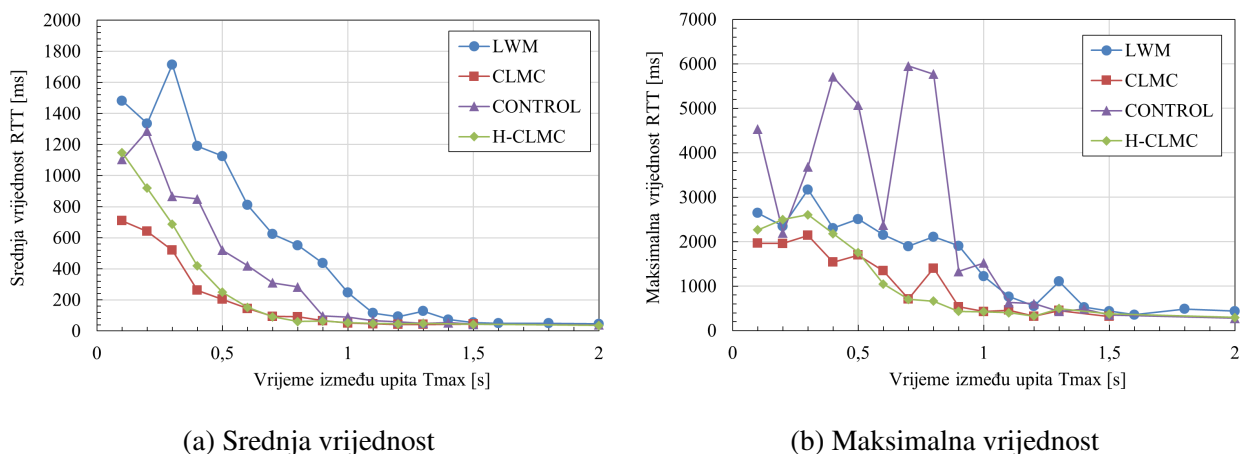 2000
1800
1600
1400
1200
1000
800
600
400
200
0
Srednja vrijednost RTT [ms]
LWM
CLMC
CONTROL
H-CLMC
0
0,5
1
1,5
2
Vrijeme između upita Tmax [s]
(a) Srednja vrijednost
7000
6000
5000
4000
3000
2000
1000
0
Maksimalna vrijednost RTT [ms]
LWM
CLMC
CONTROL
H-CLMC
0
0,5
1
1,5
2
Vrijeme između upita Tmax [s]
(b) Maksimalna vrijednost